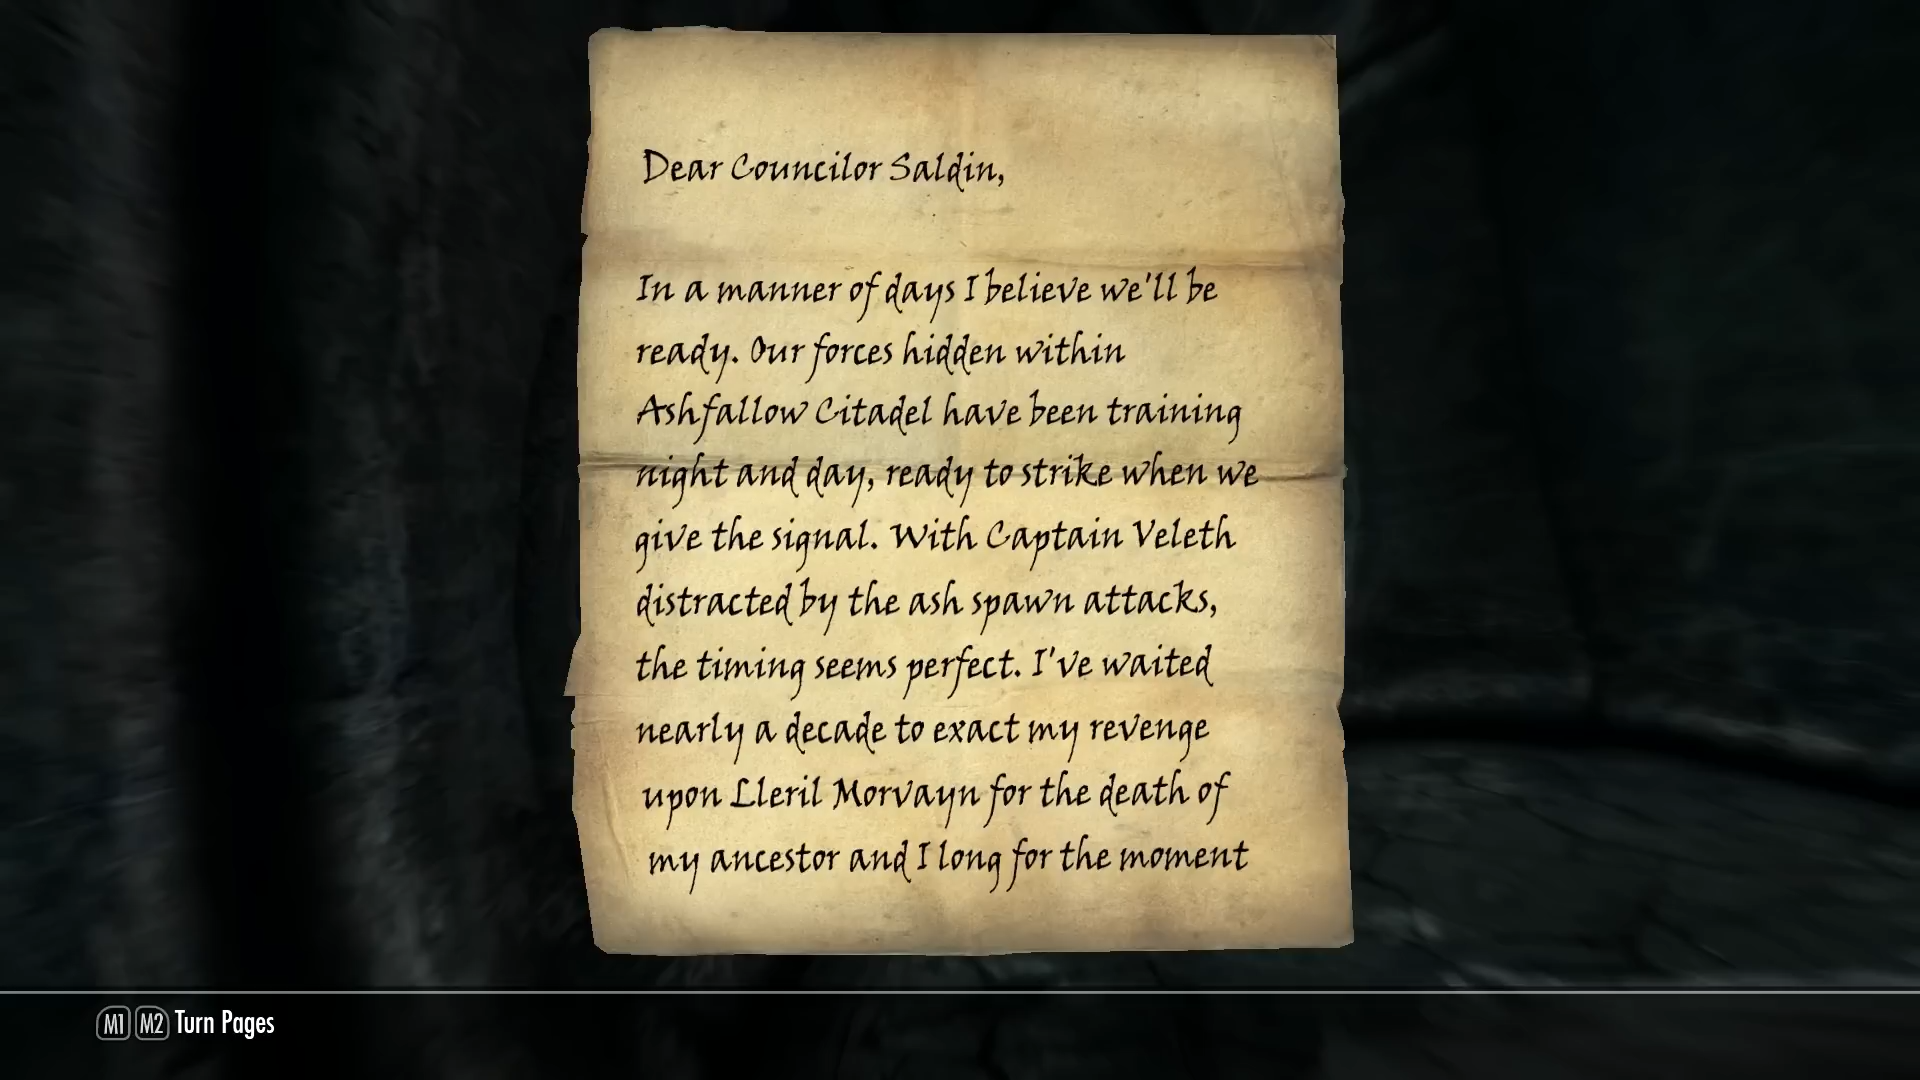 Dear Councilor Saldin,
In a manner of days I believe we'll be
ready. Our forces hidden within
Ashfallow Citadel have been training
night and day, ready to strike when we
give the signal. With Captain Veleth
distracted by the ash spawn attacks,
the timing seems perfect. I've waited
nearly a decade to exact my revenge
upon Lleril Morvayn for the death of
my ancestor and I long for the moment
M1 M2 Turn Pages